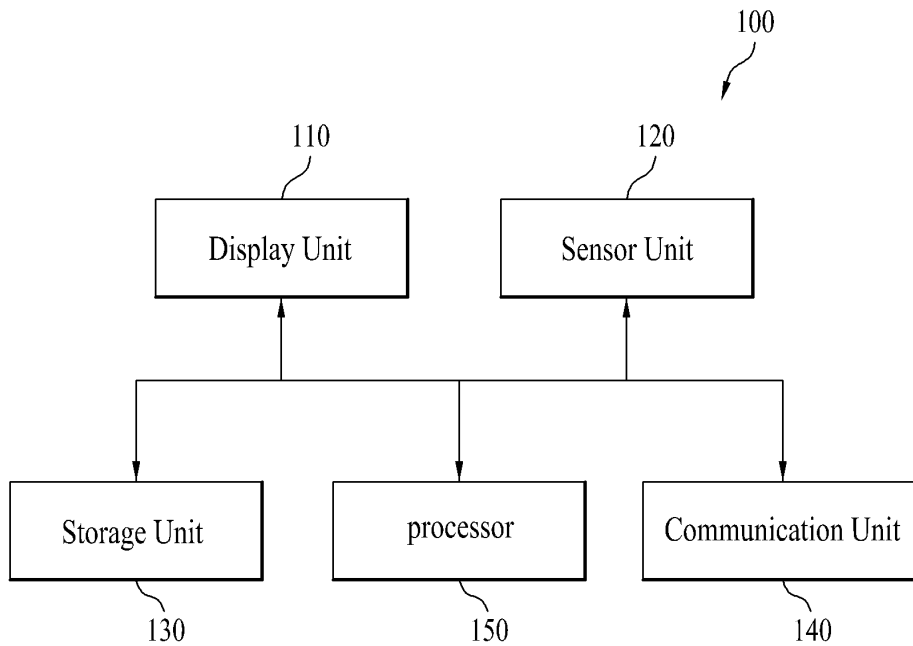 100
110
120
Display Unit
Sensor Unit
Storage Unit
processor
Communication Unit
130
150
140